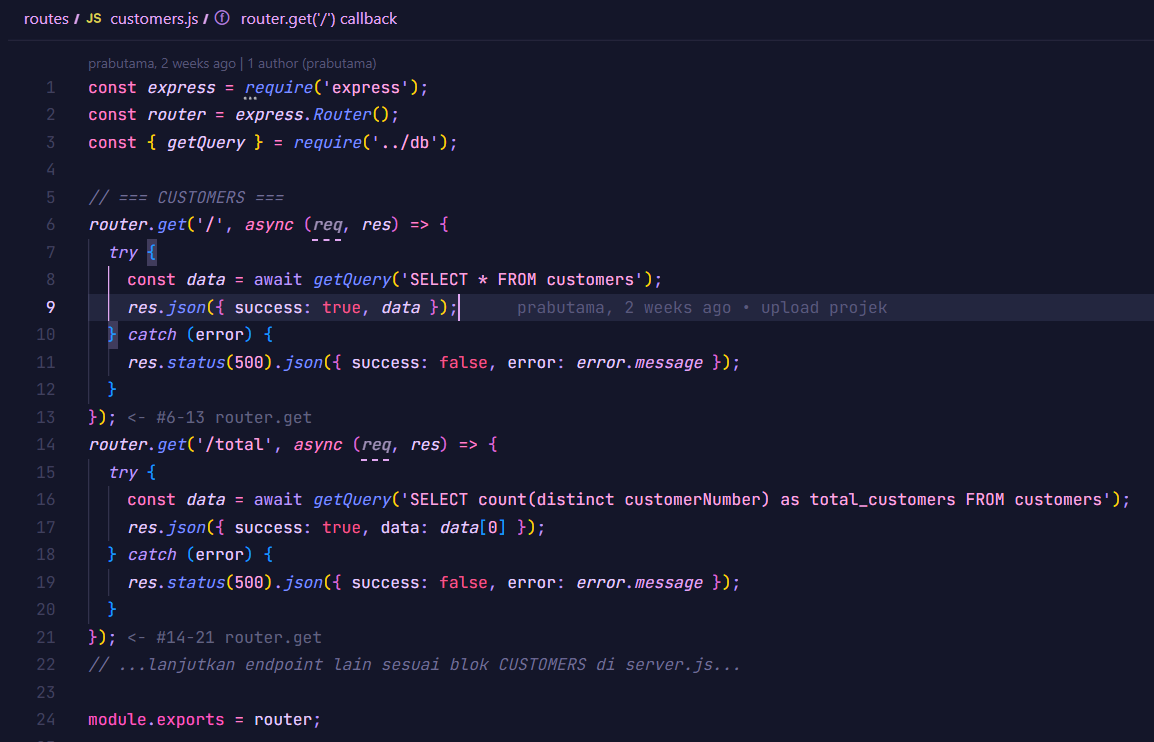 routes / JS customers.js / router.get('/') callback
prabutama, 2 weeks ago | 1 author (prabutama)
1 const express = require('express');
2 const router = express.Router();
3 const { getQuery } = require('../db');
4
5 // === CUSTOMERS ===
6 router.get('/', async (req, res) => {
7 try {
8 const data = await getQuery('SELECT * FROM customers');
9 res.json({ success: true, data }); prabutama, 2 weeks ago • upload projek
10 } catch (error) {
11 res.status(500).json({ success: false, error: error.message });
12 }
13 }); <- #6-13 router.get
14 router.get('/total', async (req, res) => {
15 try {
16 const data = await getQuery('SELECT count(distinct customerNumber) as total_customers FROM customers');
17 res.json({ success: true, data: data[0] });
18 } catch (error) {
19 res.status(500).json({ success: false, error: error.message });
20 }
21 }); <- #14-21 router.get
22 // ...lanjutkan endpoint lain sesuai blok CUSTOMERS di server.js...
23
24 module.exports = router;